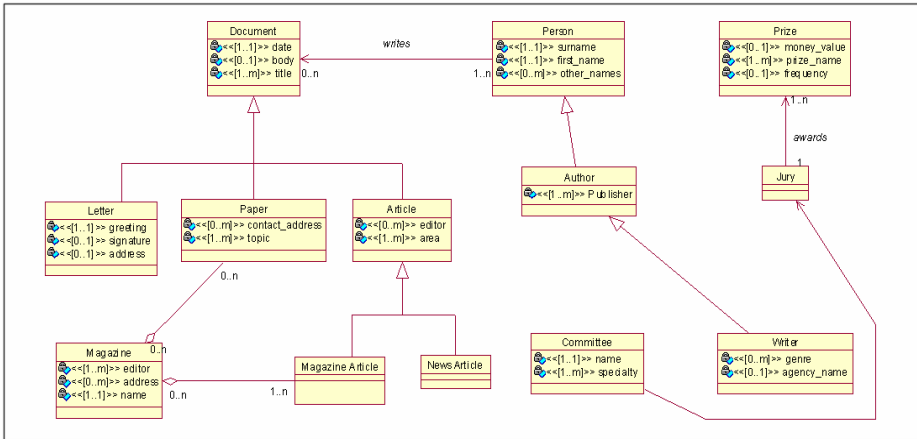 Document
<<[1..1]>> date
<<[0..1]>> body
<<[1..m]>> title
writes
0..n
1..n
Person
<<[1..1]>> surname
<<[1..1]>> first_name
<<[0..m]>> other_names
Prize
<<[0..1]>> money_value
<<[1..m]>> prize_name
<<[0..1]>> frequency
1..n
awards
1
Jury
Author
<<[1..m]>> Publisher
Letter
<<[1..1]>> greeting
<<[0..1]>> signature
<<[0..1]>> address
Paper
<<[0..m]>> contact_address
<<[1..m]>> topic
Article
<<[0..m]>> editor
<<[1..m]>> area
0..n
0..n
Magazine
<<[1..m]>> editor
<<[0..m]>> address
<<[1..1]>> name
0..n
1..n
Magazine Article
News Article
Committee
<<[1..1]>> name
<<[1..m]>> specialty
Writer
<<[0..m]>> genre
<<[0..1]>> agency_name